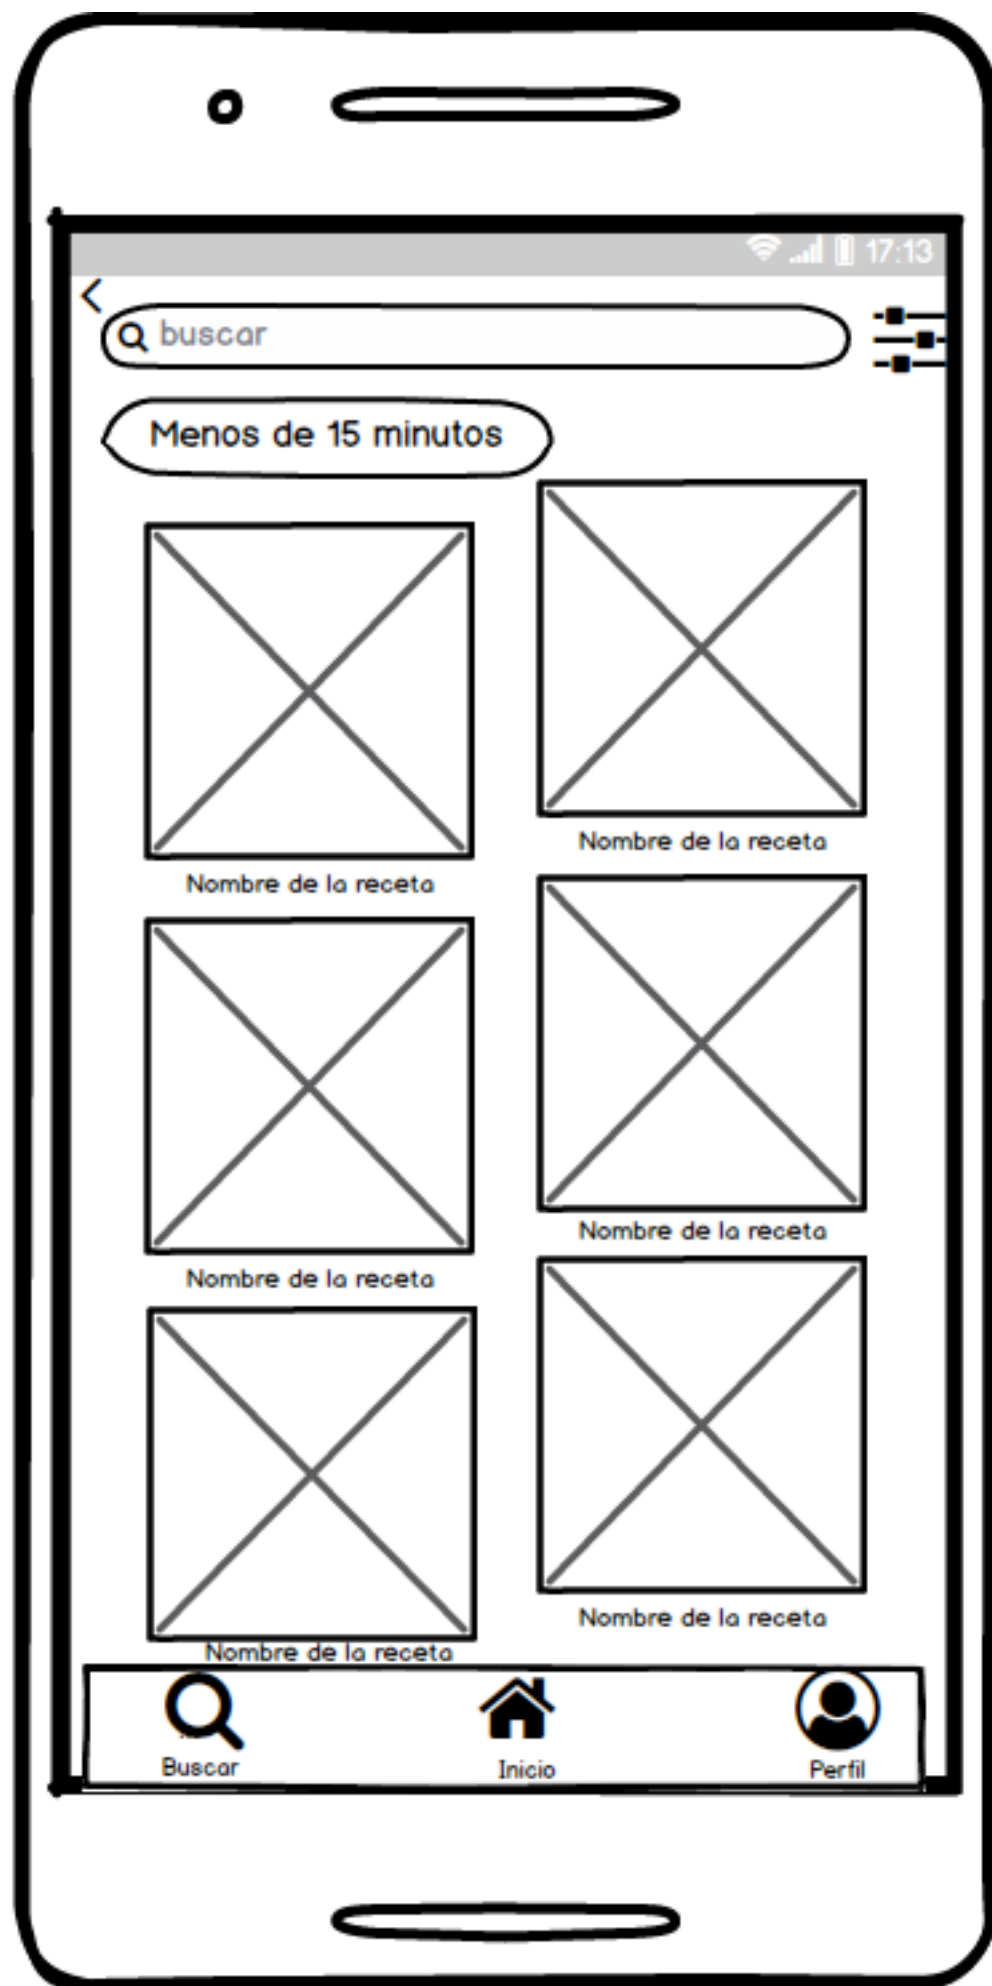 17:13
buscar
Menos de 15 minutos
Nombre de la receta
Nombre de la receta
Nombre de la receta
Nombre de la receta
Nombre de la receta
Nombre de la receta
Buscar
Inicio
Perfil